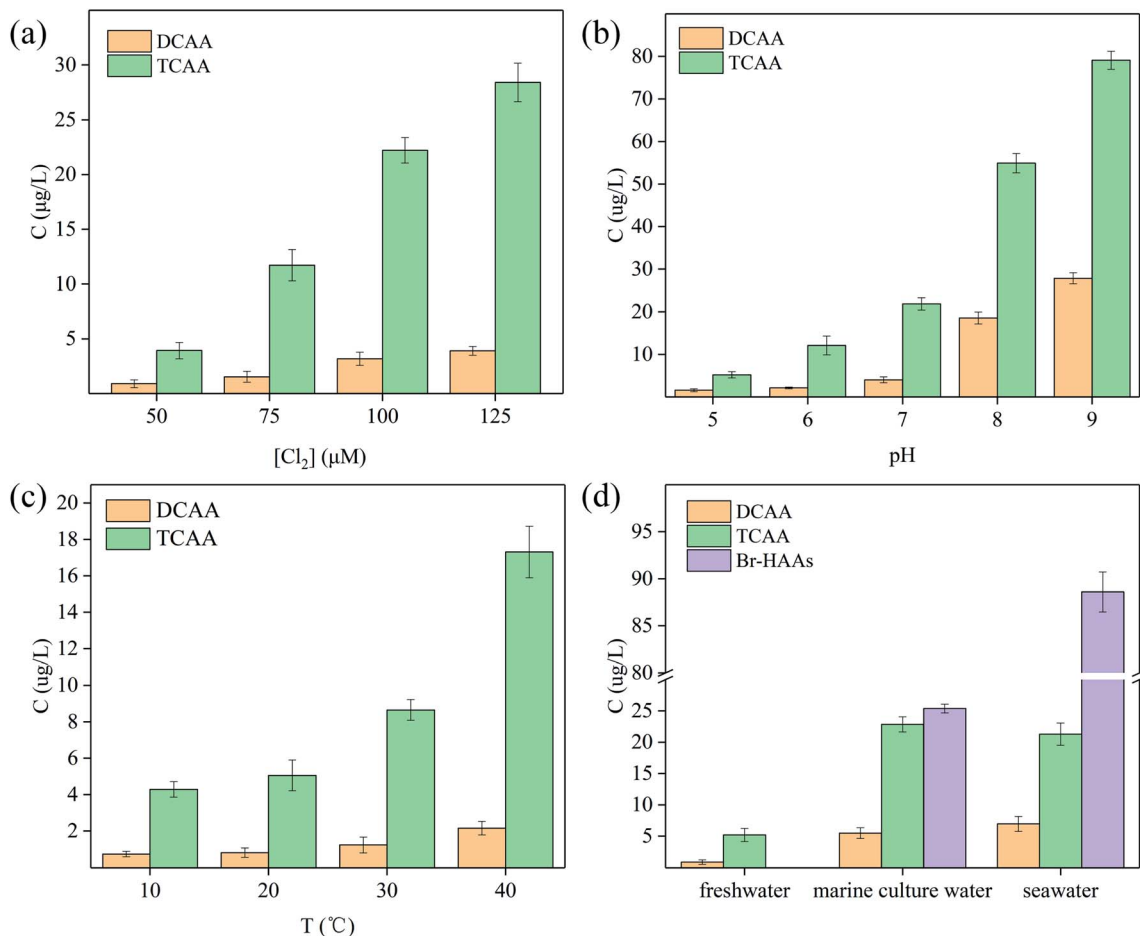 (a)
DCAA
TCAA
30
20
10
5
C (μg/L)
50
75
100
125
[Cl₂] (μM)
(b)
DCAA
TCAA
80
60
50
40
30
20
10
C (ug/L)
5
6
7
8
9
pH
(c)
DCAA
TCAA
20
18
16
14
12
10
8
6
4
2
C (ug/L)
10
20
30
40
T (℃)
(d)
DCAA
TCAA
Br-HAAs
95
90
85
80
25
20
15
10
5
C (ug/L)
freshwater
marine culture water
seawater